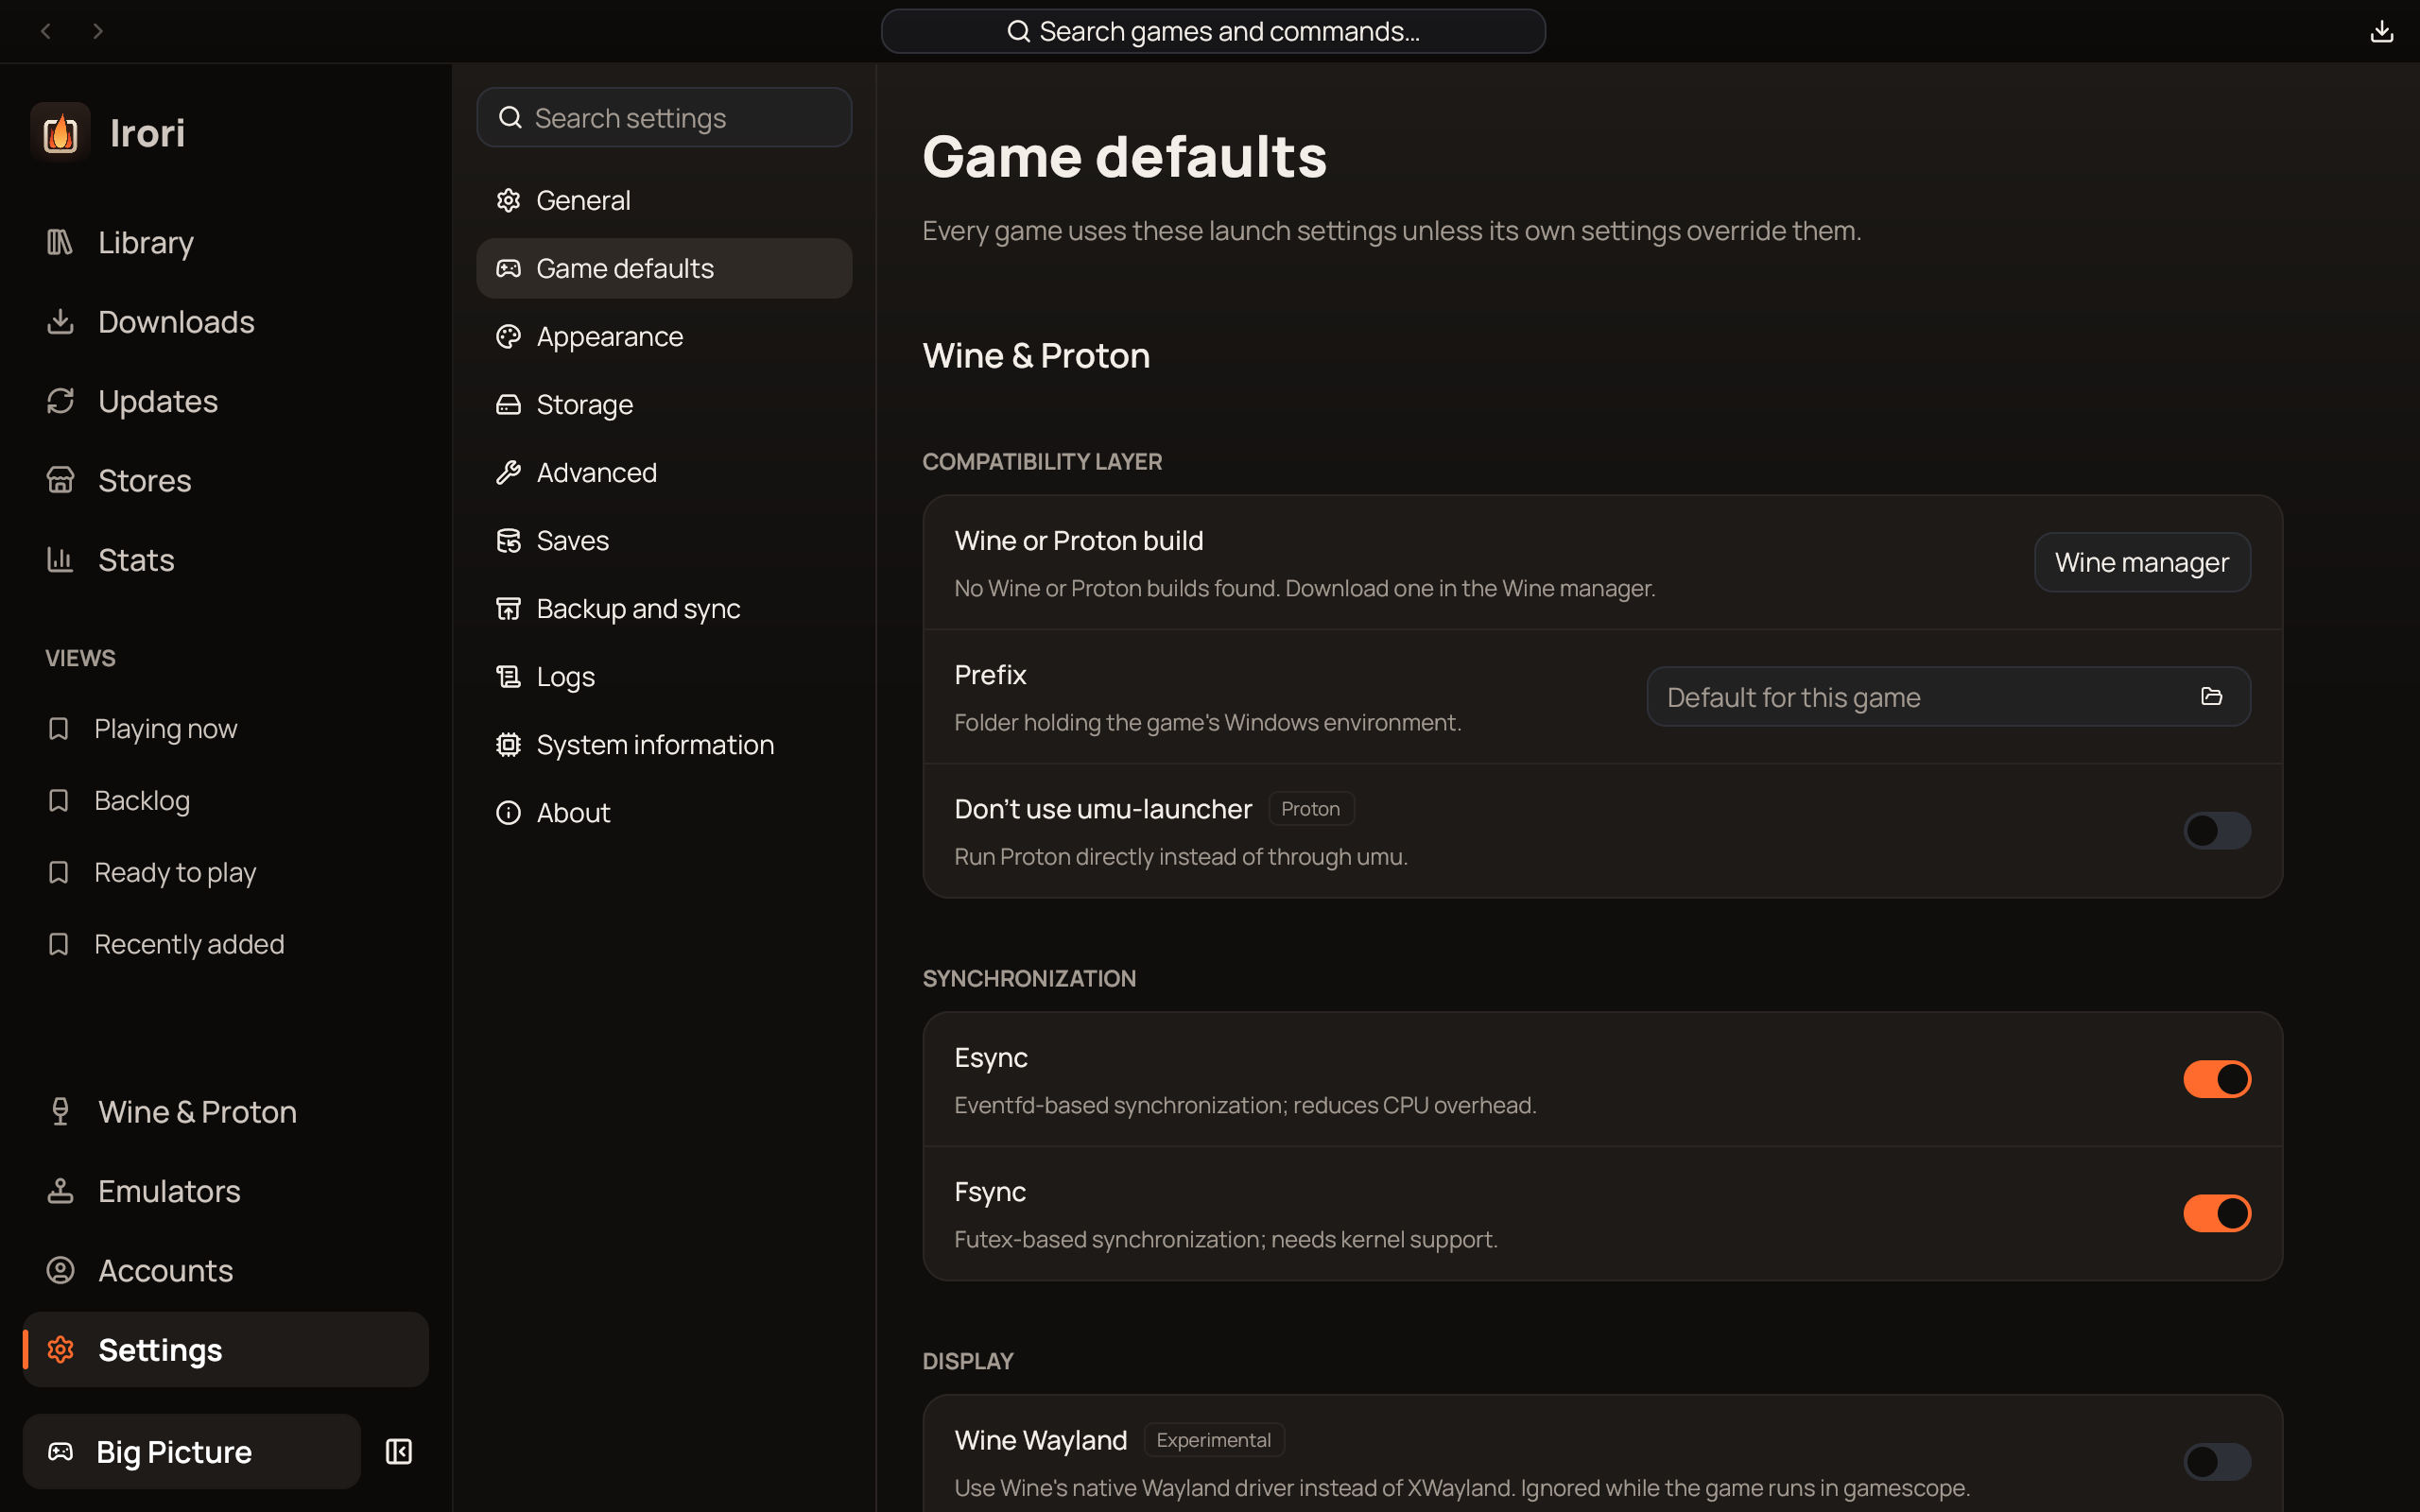 Search games and commands...
Irori
Library
Downloads
Updates
Stores
Stats
VIEWS
Playing now
Backlog
Ready to play
Recently added
Wine & Proton
Emulators
Accounts
Settings
Big Picture
Search settings
General
Game defaults
Appearance
Storage
Advanced
Saves
Backup and sync
Logs
System information
About
Game defaults
Every game uses these launch settings unless its own settings override them.
Wine & Proton
COMPATIBILITY LAYER
Wine or Proton build
No Wine or Proton builds found. Download one in the Wine manager.
Wine manager
Prefix
Folder holding the game's Windows environment.
Default for this game
Don't use umu-launcher Proton
Run Proton directly instead of through umu.
SYNCHRONIZATION
Esync
Eventfd-based synchronization; reduces CPU overhead.
Fsync
Futex-based synchronization; needs kernel support.
DISPLAY
Wine Wayland Experimental
Use Wine's native Wayland driver instead of XWayland. Ignored while the game runs in gamescope.